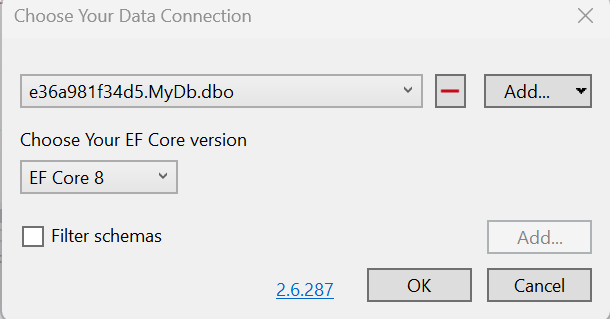 Choose Your Data Connection
e36a981f34d5.MyDb.dbo
Add...
Choose Your EF Core version
EF Core 8
Filter schemas
Add...
2.6.287
OK
Cancel